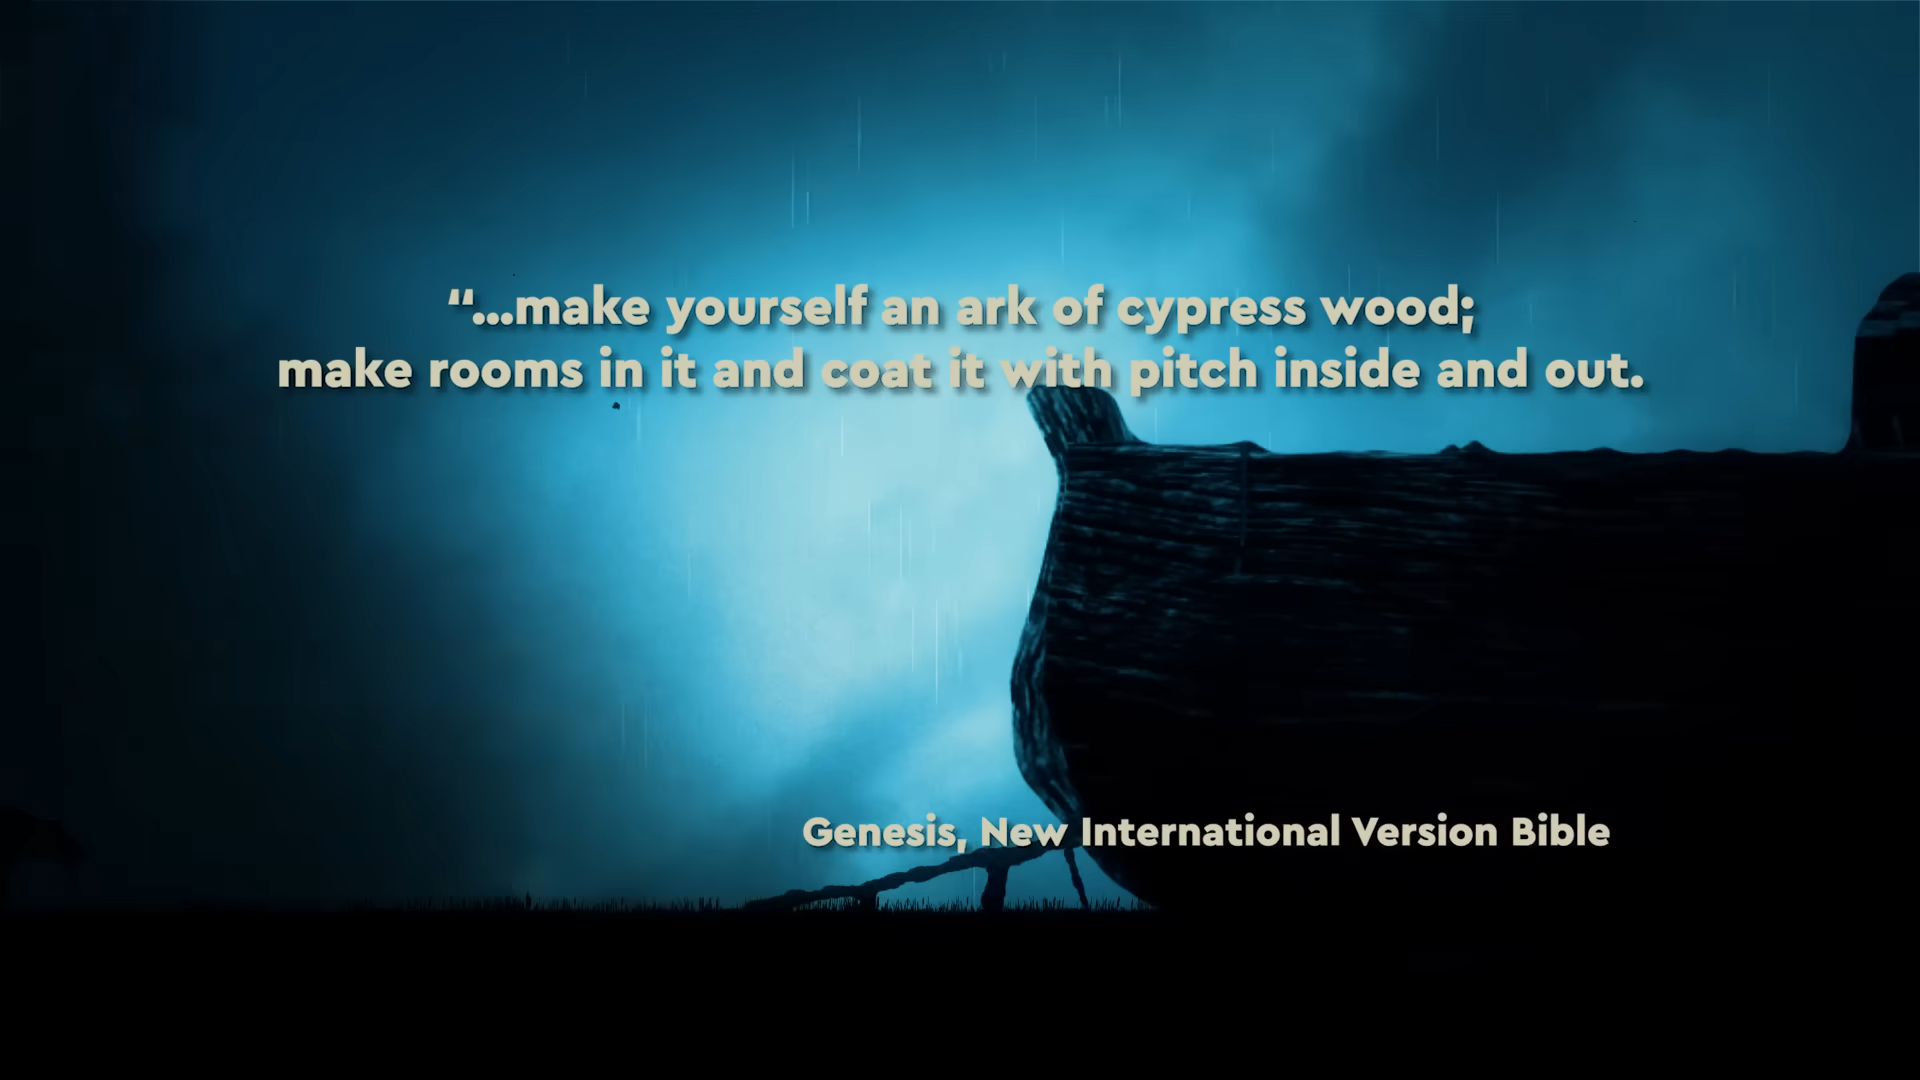 “...make yourself an ark of cypress wood;
make rooms in it and coat it with pitch inside and out.
Genesis, New International Version Bible